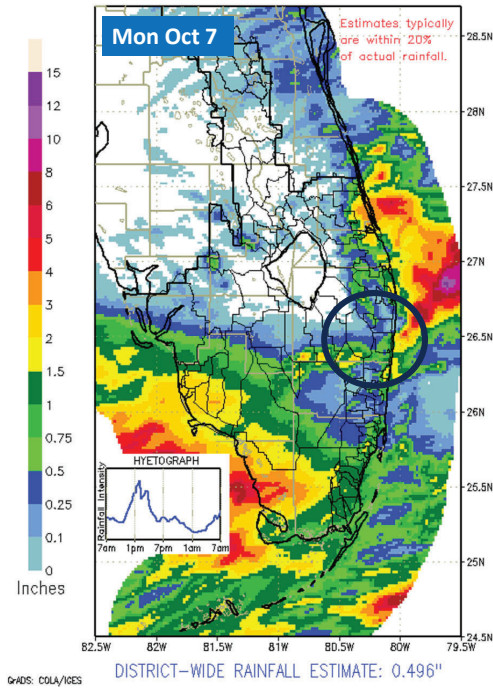 Mon Oct 7
Estimates typically
are within 20%
of actual rainfall.
15
12
10
8
6
5
4
3
2
1.5
1
0.75
0.5
0.25
0.1
0
Inches
28.5N
28N
27.5N
27N
26.5N
26N
25.5N
25N
24.5N
HYETOGRAPH
Rainfall Intensity
7am 1pm 7pm 1am 7am
82.5W 82W 81.5W 81W 80.5W 80W 79.5W
GrADS: COLA/IGES
DISTRICT-WIDE RAINFALL ESTIMATE: 0.496"